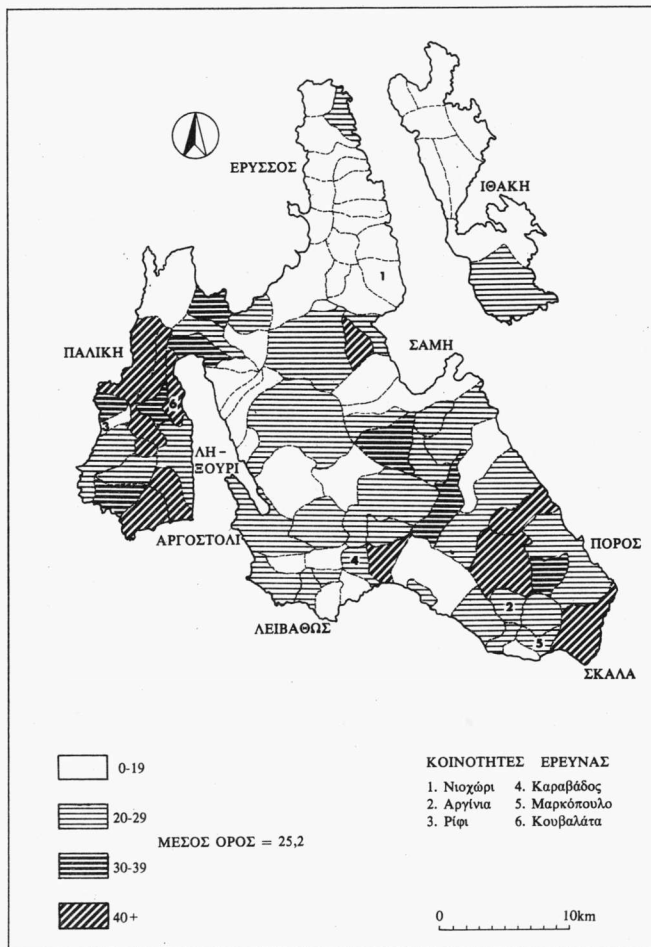 ΕΡΥΣΣΟΣ
ΙΘΑΚΗ
1
ΣΑΜΗ
ΠΑΛΙΚΗ
6
3
ΛΗ-
ΞΟΥΡΙ
ΑΡΓΟΣΤΟΛΙ
ΠΟΡΟΣ
4
2
ΛΕΙΒΑΘΩΣ
5
ΣΚΑΛΑ
0-19
20-29
ΜΕΣΟΣ ΟΡΟΣ = 25,2
30-39
40+
ΚΟΙΝΟΤΗΤΕΣ ΕΡΕΥΝΑΣ
1. Νιοχώρι 4. Καραβάδος
2. Αργίνια 5. Μαρκόπουλο
3. Ρίφι 6. Κουβαλάτα
0 10km